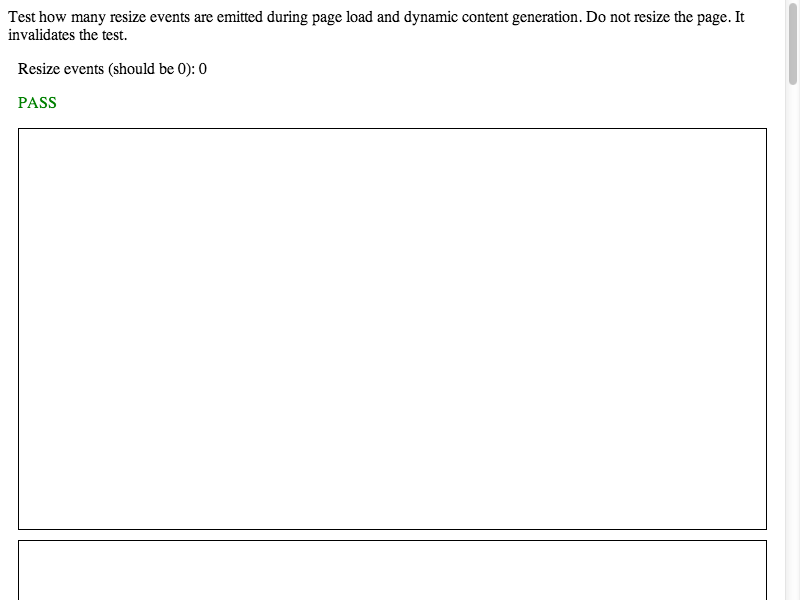 Test how many resize events are emitted during page load and dynamic content generation. Do not resize the page. It
invalidates the test.
Resize events (should be 0): 0
PASS